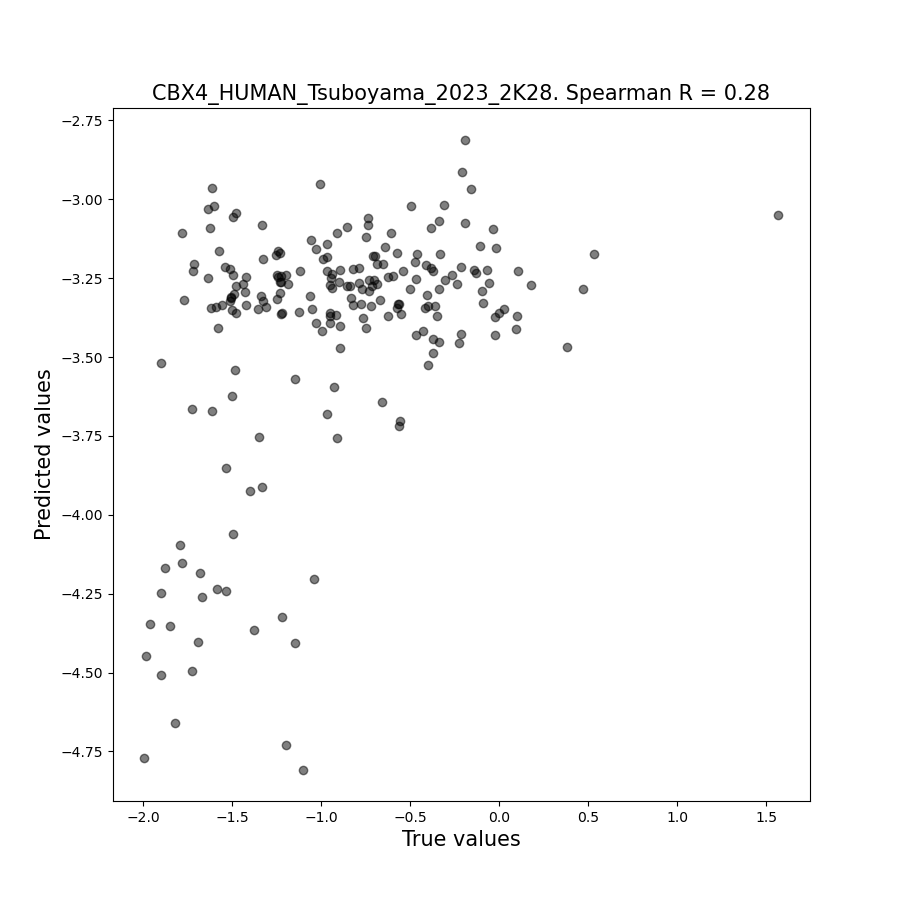 CBX4_HUMAN_Tsuboyama_2023_2K28. Spearman R = 0.28
−2.75
−3.00
−3.25
−3.50
−3.75
−4.00
−4.25
−4.50
−4.75
Predicted values
−2.0 −1.5 −1.0 −0.5 0.0 0.5 1.0 1.5
True values